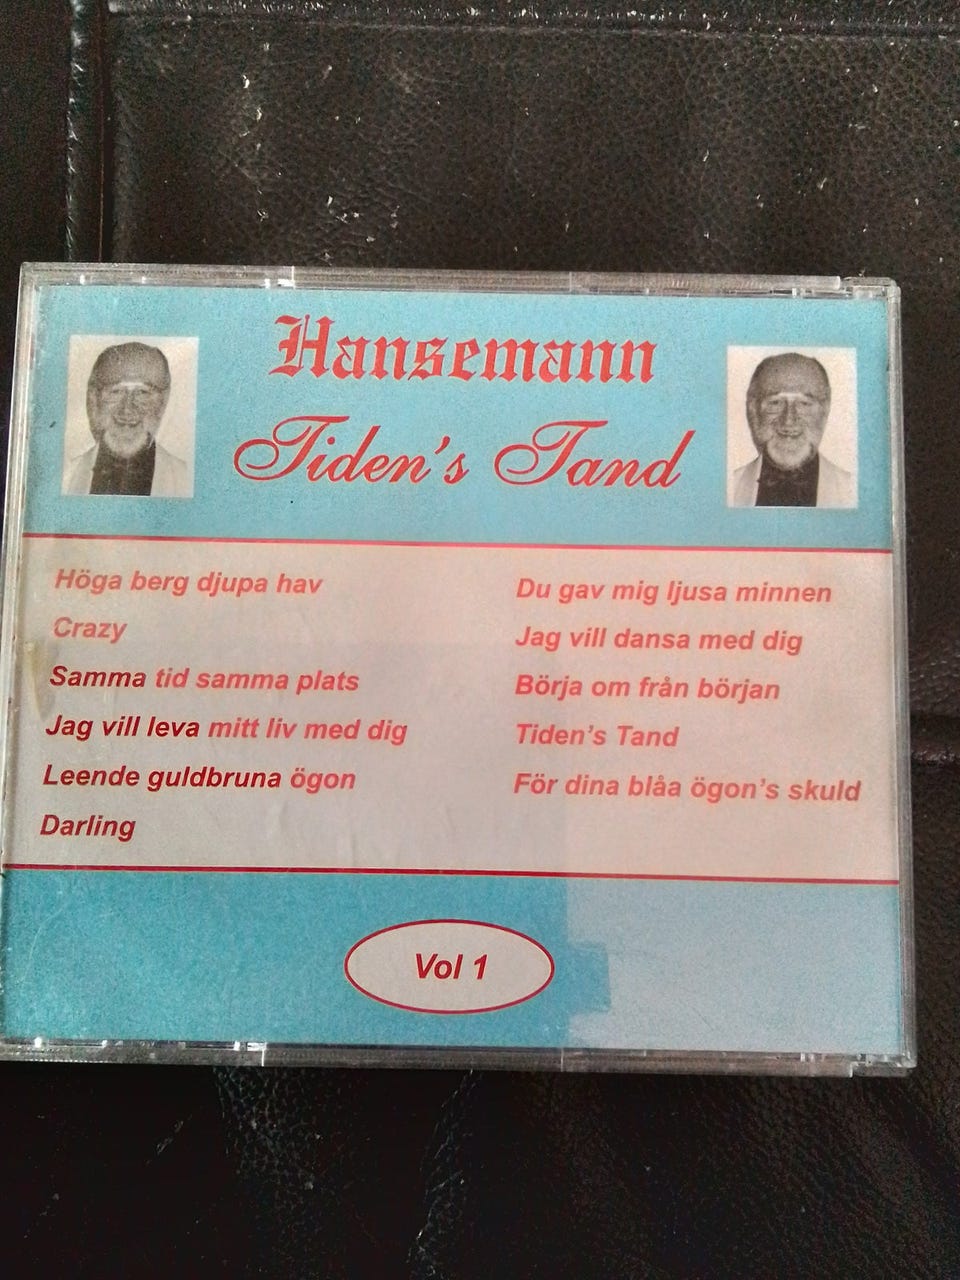 Hansemann
Tiden's Tand
Höga berg djupa hav
Crazy
Samma tid samma plats
Jag vill leva mitt liv med dig
Leende guldbruna ögon
Darling
Du gav mig ljusa minnen
Jag vill dansa med dig
Börja om från början
Tiden's Tand
För dina blåa ögon's skuld
Vol 1